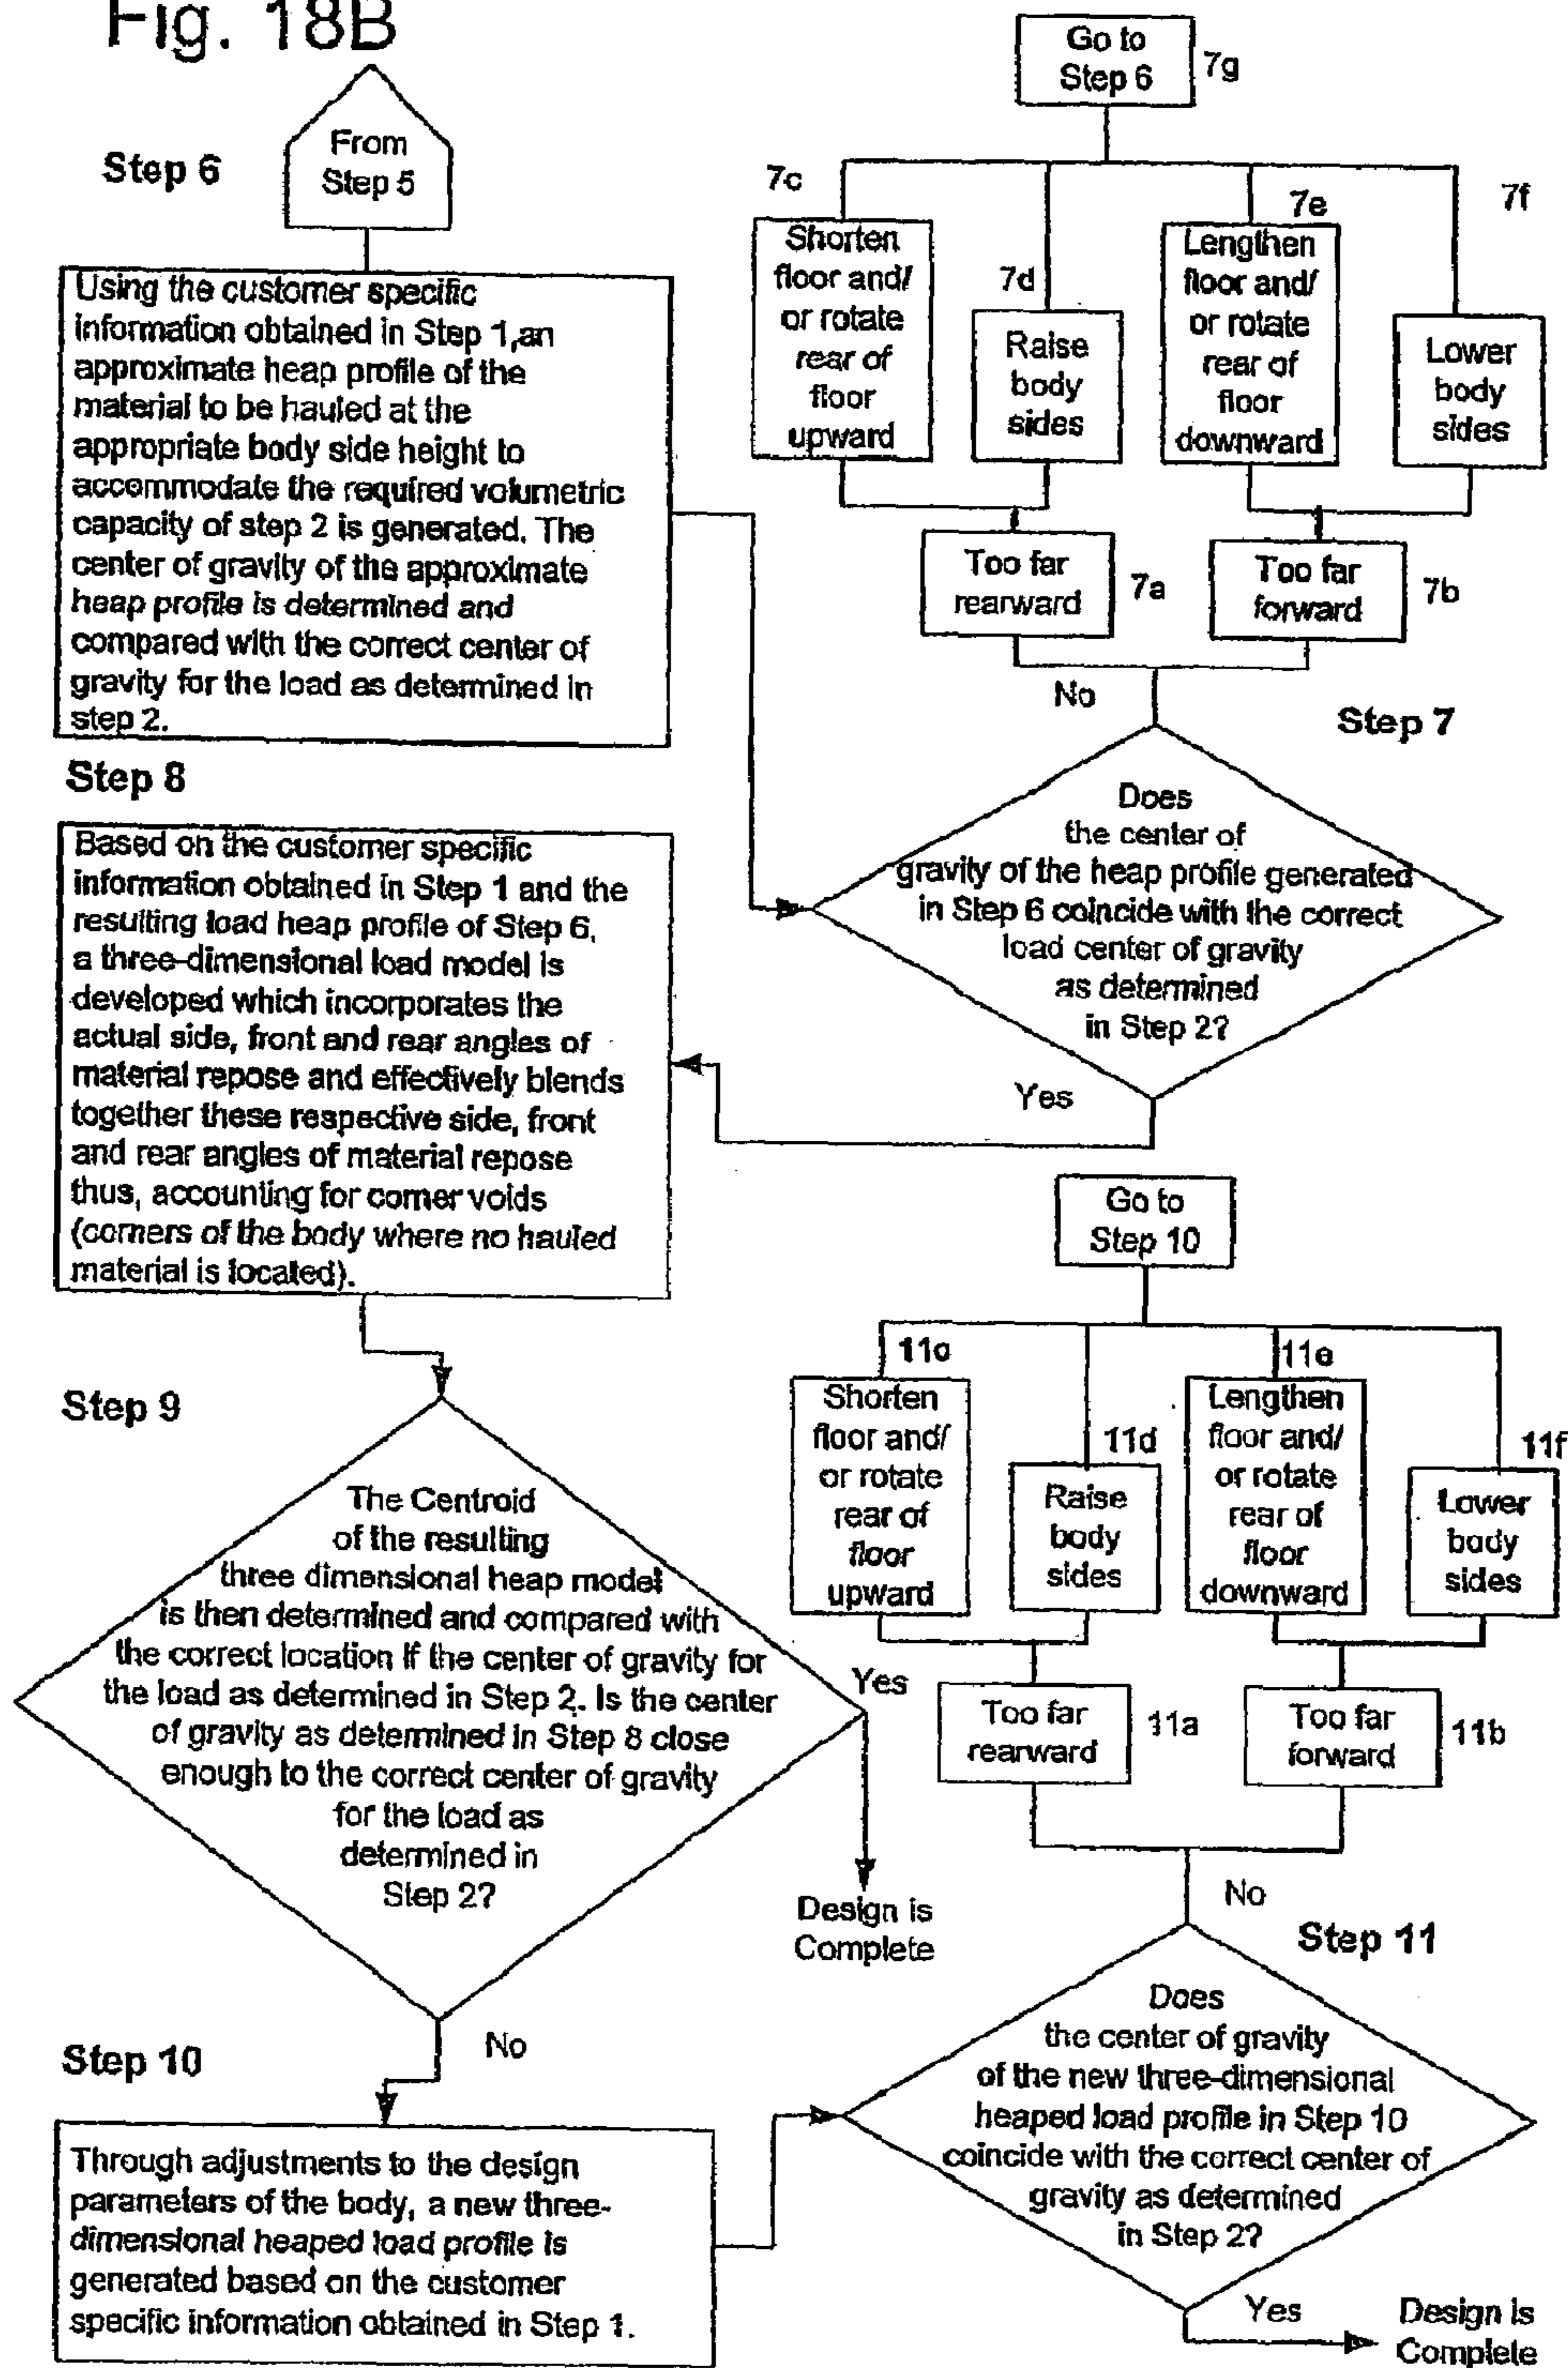 Fig. 18B
Step 6
From
Step 5
Using the customer specific
information obtained in Step 1,an
approximate heap profile of the
material to be hauled at the
appropriate body side height to
accommodate the required volumetric
capacity of step 2 is generated. The
center of gravity of the approximate
heap profile is determined and
compared with the correct center of
gravity for the load as determined in
step 2.
Go to
Step 6
7g
7c
Shorten
floor and/
or rotate
rear of
floor
upward
7d
Raise
body
sides
7e
Lengthen
floor and/
or rotate
rear of
floor
downward
7f
Lower
body
sides
Too far
rearward
7a
Too far
forward
7b
No
Step 7
Does
the center of
gravity of the heap profile generated
in Step 6 coincide with the correct
load center of gravity
as determined
in Step 2?
Yes
Step 8
Based on the customer specific
information obtained in Step 1 and the
resulting load heap profile of Step 6,
a three-dimensional load model is
developed which incorporates the
actual side, front and rear angles of
material repose and effectively blends
together these respective side, front
and rear angles of material repose
thus, accounting for corner voids
(corners of the body where no hauled
material is located).
Step 9
The Centroid
of the resulting
three dimensional heap model
is then determined and compared with
the correct location if the center of gravity for
the load as determined in Step 2. Is the center
of gravity as determined in Step 8 close
enough to the correct center of gravity
for the load as
determined in
Step 2?
Yes
Design is
Complete
No
Step 10
Through adjustments to the design
parameters of the body, a new three-
dimensional heaped load profile is
generated based on the customer
specific information obtained in Step 1.
Go to
Step 10
11c
Shorten
floor and/
or rotate
rear of
floor
upward
11d
Raise
body
sides
11e
Lengthen
floor and/
or rotate
rear of
floor
downward
11f
Lower
body
sides
Too far
rearward
11a
Too far
forward
11b
No
Step 11
Does
the center of gravity
of the new three-dimensional
heaped load profile in Step 10
coincide with the correct center of
gravity as determined
in Step 2?
Yes
Design is
Complete